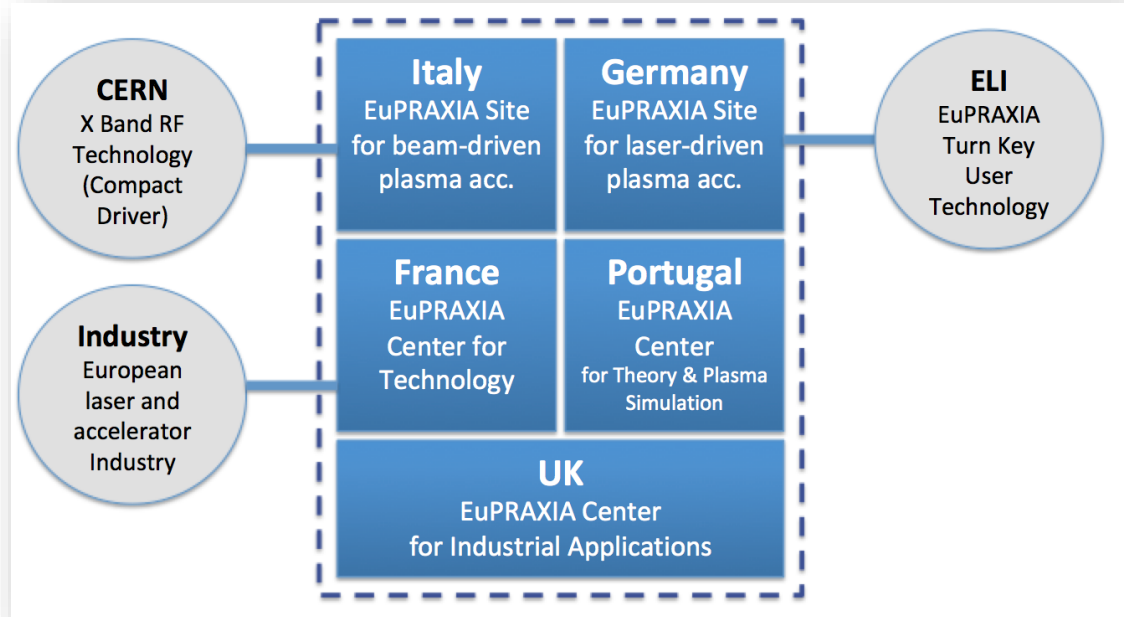 CERN
X Band RF
Technology
(Compact
Driver)
Italy
EuPRAXIA Site
for beam-driven
plasma acc.
Germany
EuPRAXIA Site
for laser-driven
plasma acc.
ELI
EuPRAXIA
Turn Key
User
Technology
Industry
European
laser and
accelerator
Industry
France
EuPRAXIA
Center for
Technology
Portugal
EuPRAXIA
Center
for Theory & Plasma
Simulation
UK
EuPRAXIA Center
for Industrial Applications